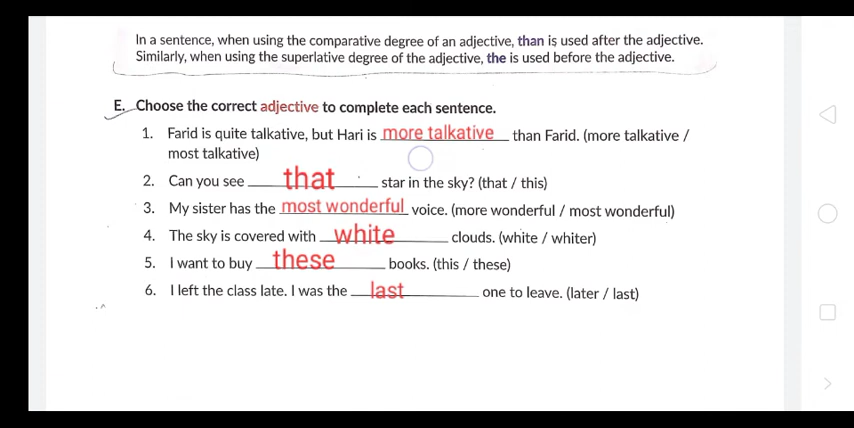 In a sentence, when using the comparative degree of an adjective, than is used after the adjective.
Similarly, when using the superlative degree of the adjective, the is used before the adjective.
E. Choose the correct adjective to complete each sentence.
1. Farid is quite talkative, but Hari is more talkative than Farid. (more talkative /
most talkative)
2. Can you see that star in the sky? (that / this)
3. My sister has the most wonderful voice. (more wonderful / most wonderful)
4. The sky is covered with white clouds. (white / whiter)
5. I want to buy these books. (this / these)
6. I left the class late. I was the last one to leave. (later / last)